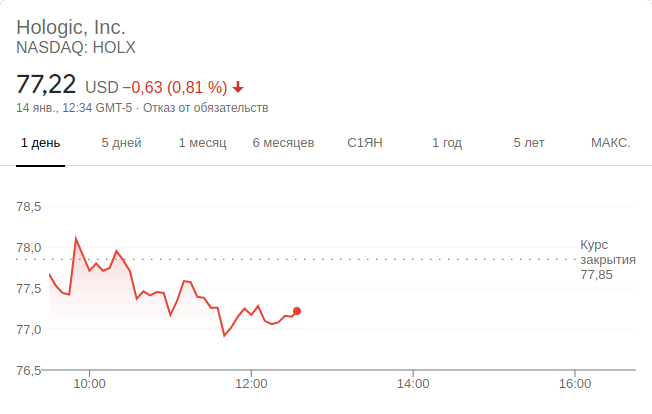 Hologic, Inc.
NASDAQ: HOLX
77,22 USD −0,63 (0,81 %)
14 янв., 12:34 GMT-5 · Отказ от обязательств
1 день 5 дней 1 месяц 6 месяцев С1ЯН 1 год 5 лет МАКС.
78,5
78,0
77,5
77,0
76,5
Курс
закрытия
77,85
10:00 12:00 14:00 16:00